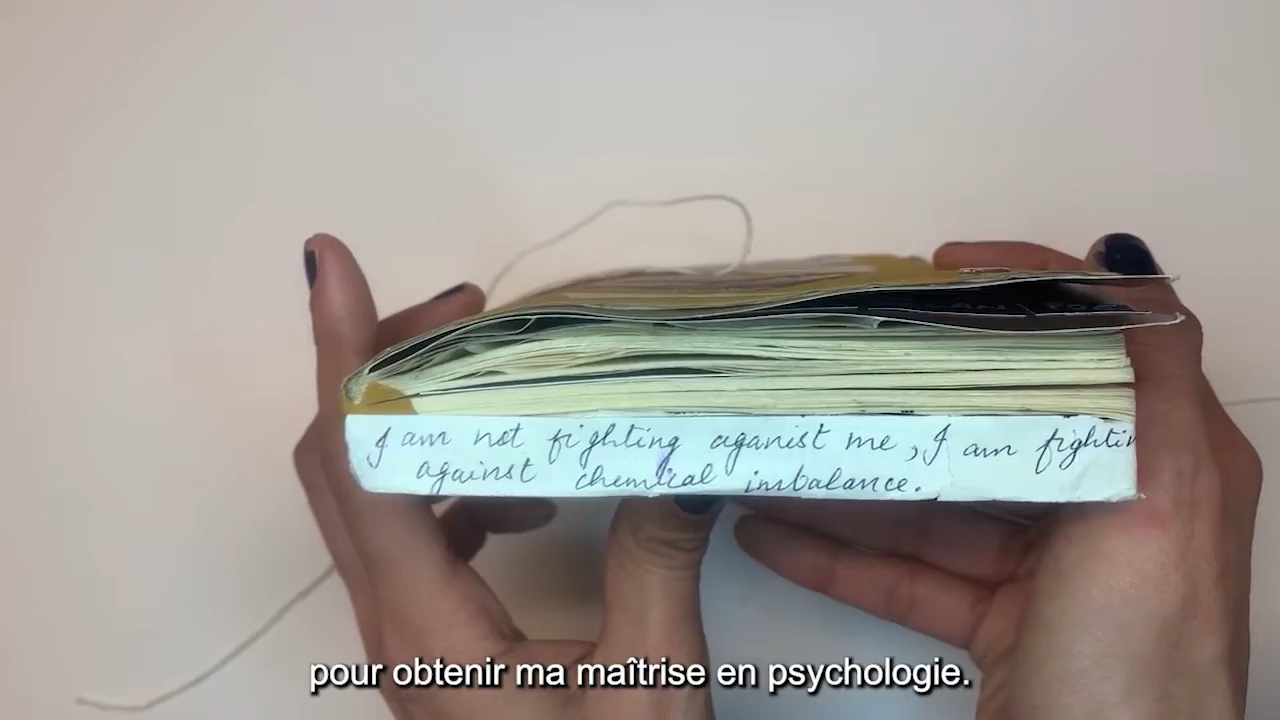 I am not fighting aganist me, I am fightin
against chemical imbalance.
pour obtenir ma maîtrise en psychologie.